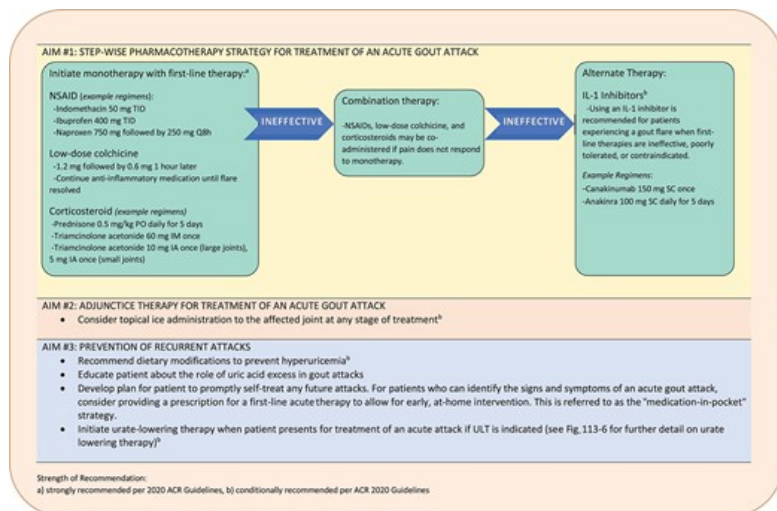 AIM #1: STEP-WISE PHARMACOTHERAPY STRATEGY FOR TREATMENT OF AN ACUTE GOUT ATTACK
Initiate monotherapy with first-line therapy:a
NSAID (example regimens):
-Indomethacin 50 mg TID
-Ibuprofen 400 mg TID
-Naproxen 750 mg followed by 250 mg Q8h
Low-dose colchicine
-1.2 mg followed by 0.6 mg 1 hour later
-Continue anti-inflammatory medication until flare
resolved
Corticosteroid (example regimens)
-Prednisone 0.5 mg/kg PO daily for 5 days
-Triamcinolone acetonide 60 mg IM once
-Triamcinolone acetonide 10 mg IA once (large joints),
5 mg IA once (small joints)
INEFFECTIVE
Combination therapy:
-NSAIDs, low-dose colchicine, and
corticosteroids may be co-
administered if pain does not respond
to monotherapy.
INEFFECTIVE
Alternate Therapy:
IL-1 Inhibitorsb
-Using an IL-1 inhibitor is
recommended for patients
experiencing a gout flare when first-
line therapies are ineffective, poorly
tolerated, or contraindicated.
Example Regimens:
-Canakinumab 150 mg SC once
-Anakinra 100 mg SC daily for 5 days
AIM #2: ADJUNCTICE THERAPY FOR TREATMENT OF AN ACUTE GOUT ATTACK
• Consider topical ice administration to the affected joint at any stage of treatmentb
AIM #3: PREVENTION OF RECURRENT ATTACKS
• Recommend dietary modifications to prevent hyperuricemiab
• Educate patient about the role of uric acid excess in gout attacks
• Develop plan for patient to promptly self-treat any future attacks. For patients who can identify the signs and symptoms of an acute gout attack,
consider providing a prescription for a first-line acute therapy to allow for early, at-home intervention. This is referred to as the "medication-in-pocket"
strategy.
• Initiate urate-lowering therapy when patient presents for treatment of an acute attack if ULT is indicated (see Fig. 113-6 for further detail on urate
lowering therapy)b
Strength of Recommendation:
a) strongly recommended per 2020 ACR Guidelines, b) conditionally recommended per ACR 2020 Guidelines